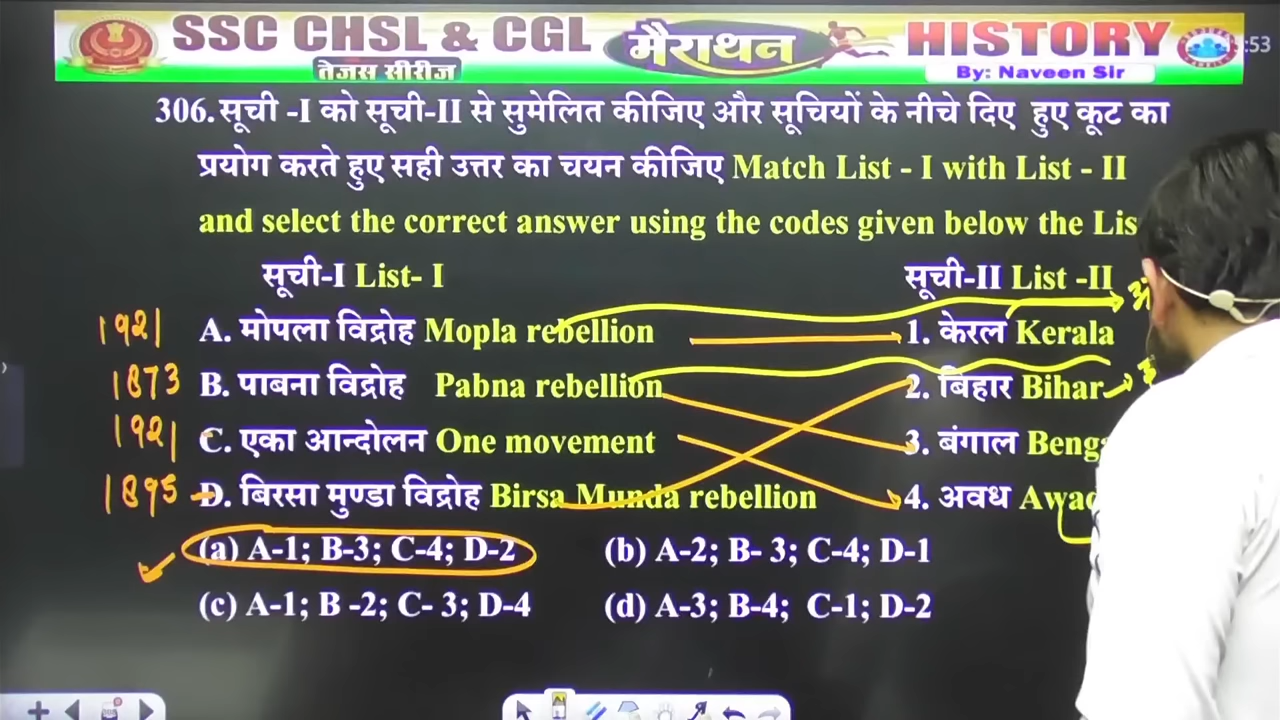 SSC CHSL & CGL मैराथन HISTORY :53
तेजस सीरीज By: Naveen Sir
306. सूची -I को सूची-II से सुमेलित कीजिए और सूचियों के नीचे दिए हुए कूट का
प्रयोग करते हुए सही उत्तर का चयन कीजिए Match List - I with List - II
and select the correct answer using the codes given below the Lis
सूची-I List- I सूची-II List -II
1921 A. मोपला विद्रोह Mopla rebellion 1. केरल Kerala
1873 B. पाबना विद्रोह Pabna rebellion 2. बिहार Bihar
1921 C. एका आन्दोलन One movement 3. बंगाल Beng
1895 D. बिरसा मुण्डा विद्रोह Birsa Munda rebellion 4. अवध Awad
(a) A-1; B-3; C-4; D-2 (b) A-2; B- 3; C-4; D-1
(c) A-1; B -2; C- 3; D-4 (d) A-3; B-4; C-1; D-2